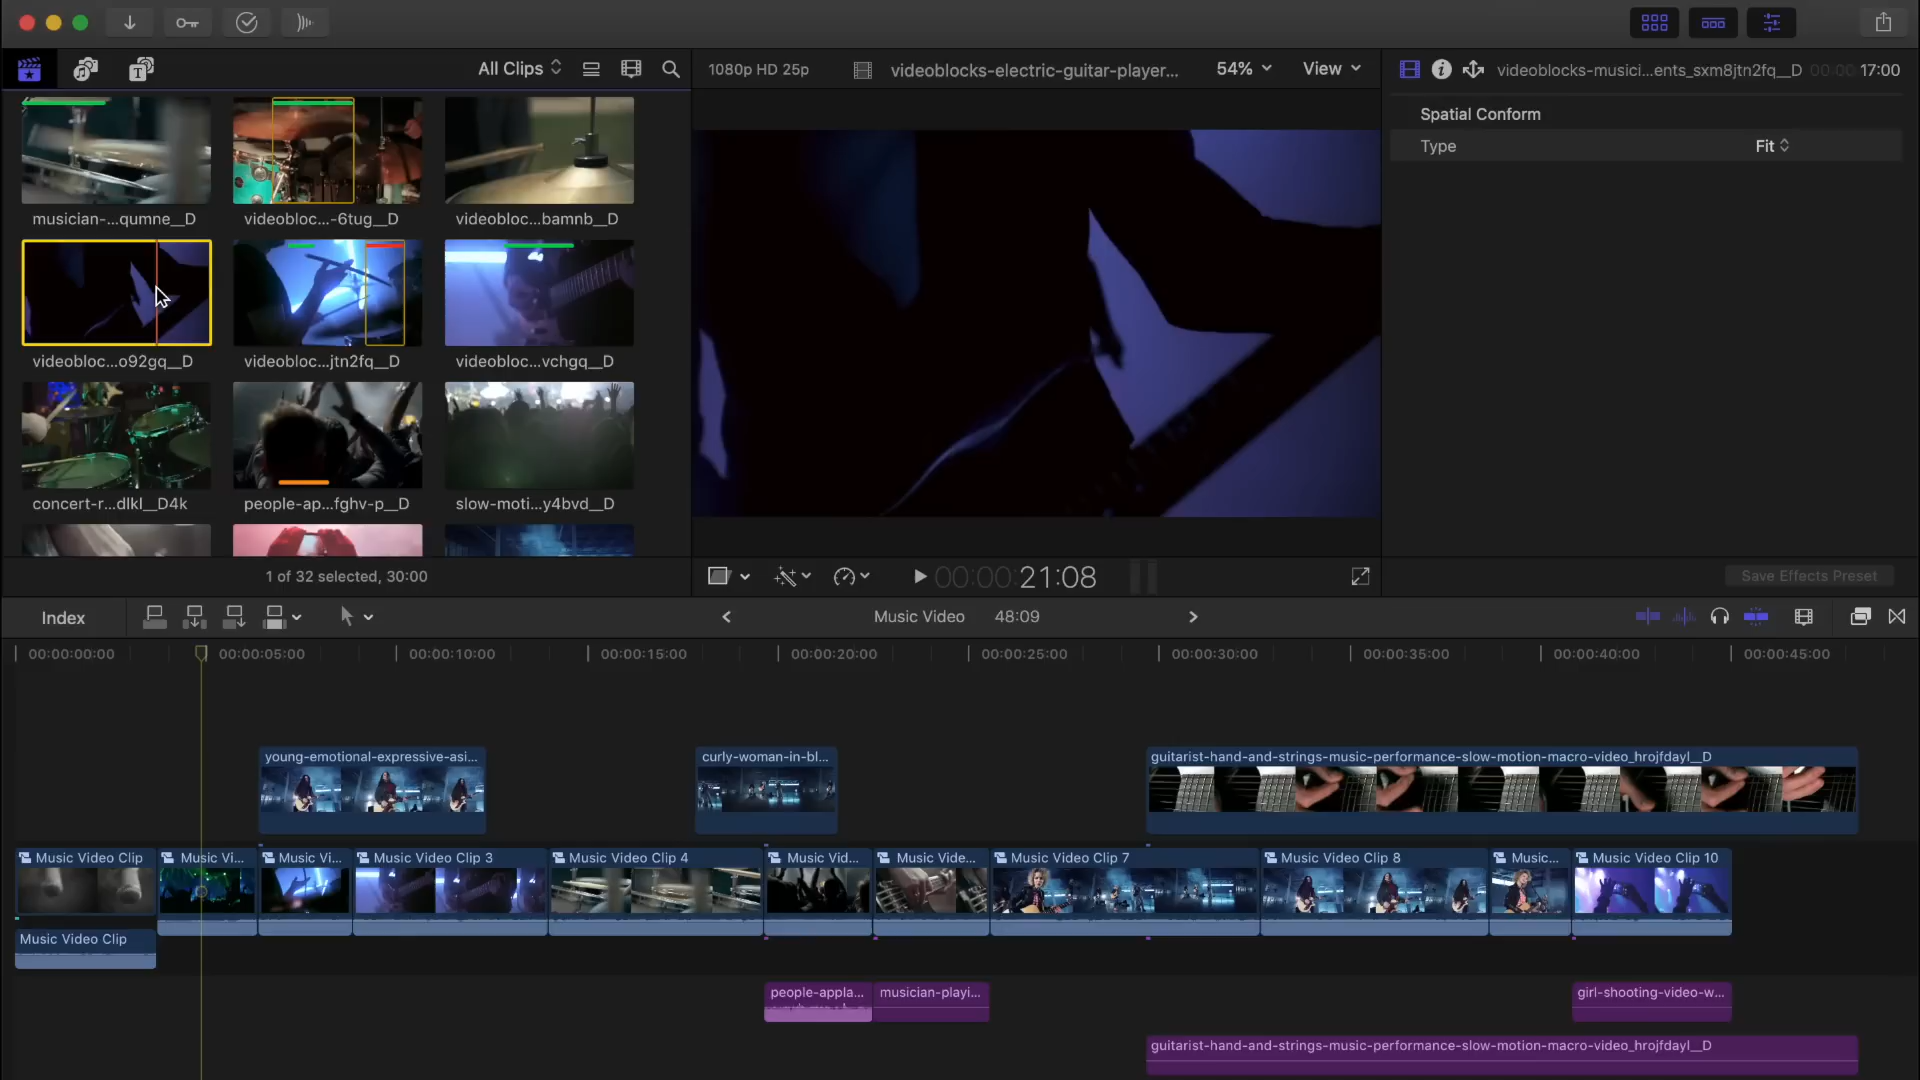 All Clips
1080p HD 25p
videoblocks-electric-guitar-player...
54%
View
videoblocks-musici...ents_sxm8jtn2fq__D
00:00:17:00
Spatial Conform
Type
Fit
musician-...qumne__D
videobloc...-6tug__D
videobloc...bamnb__D
videobloc...o92gq__D
videobloc...jtn2fq__D
videobloc...vchgq__D
concert-r...dlkl__D4k
people-ap...fghv-p__D
slow-moti...y4bvd__D
1 of 32 selected, 30:00
00:00:21:08
Save Effects Preset
Index
Music Video
48:09
00:00:00:00
00:00:05:00
00:00:10:00
00:00:15:00
00:00:20:00
00:00:25:00
00:00:30:00
00:00:35:00
00:00:40:00
00:00:45:00
young-emotional-expressive-asi...
curly-woman-in-bl...
guitarist-hand-and-strings-music-performance-slow-motion-macro-video_hrojfdayl__D
Music Video Clip
Music Vi...
Music Vi...
Music Video Clip 3
Music Video Clip 4
Music Vid...
Music Vide...
Music Video Clip 7
Music Video Clip 8
Music...
Music Video Clip 10
Music Video Clip
people-appla...
musician-playi...
girl-shooting-video-w...
guitarist-hand-and-strings-music-performance-slow-motion-macro-video_hrojfdayl__D